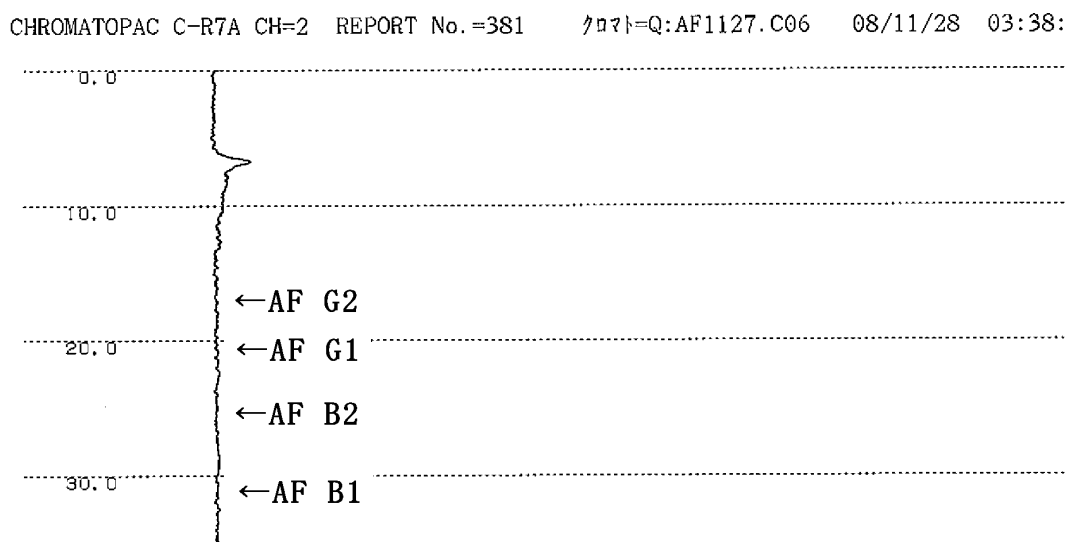 CHROMATOPAC C-R7A CH=2 REPORT No.=381 クロマト=Q:AF1127.C06 08/11/28 03:38:
0.0
10.0
←AF G2
20.0 ←AF G1
←AF B2
30.0
←AF B1